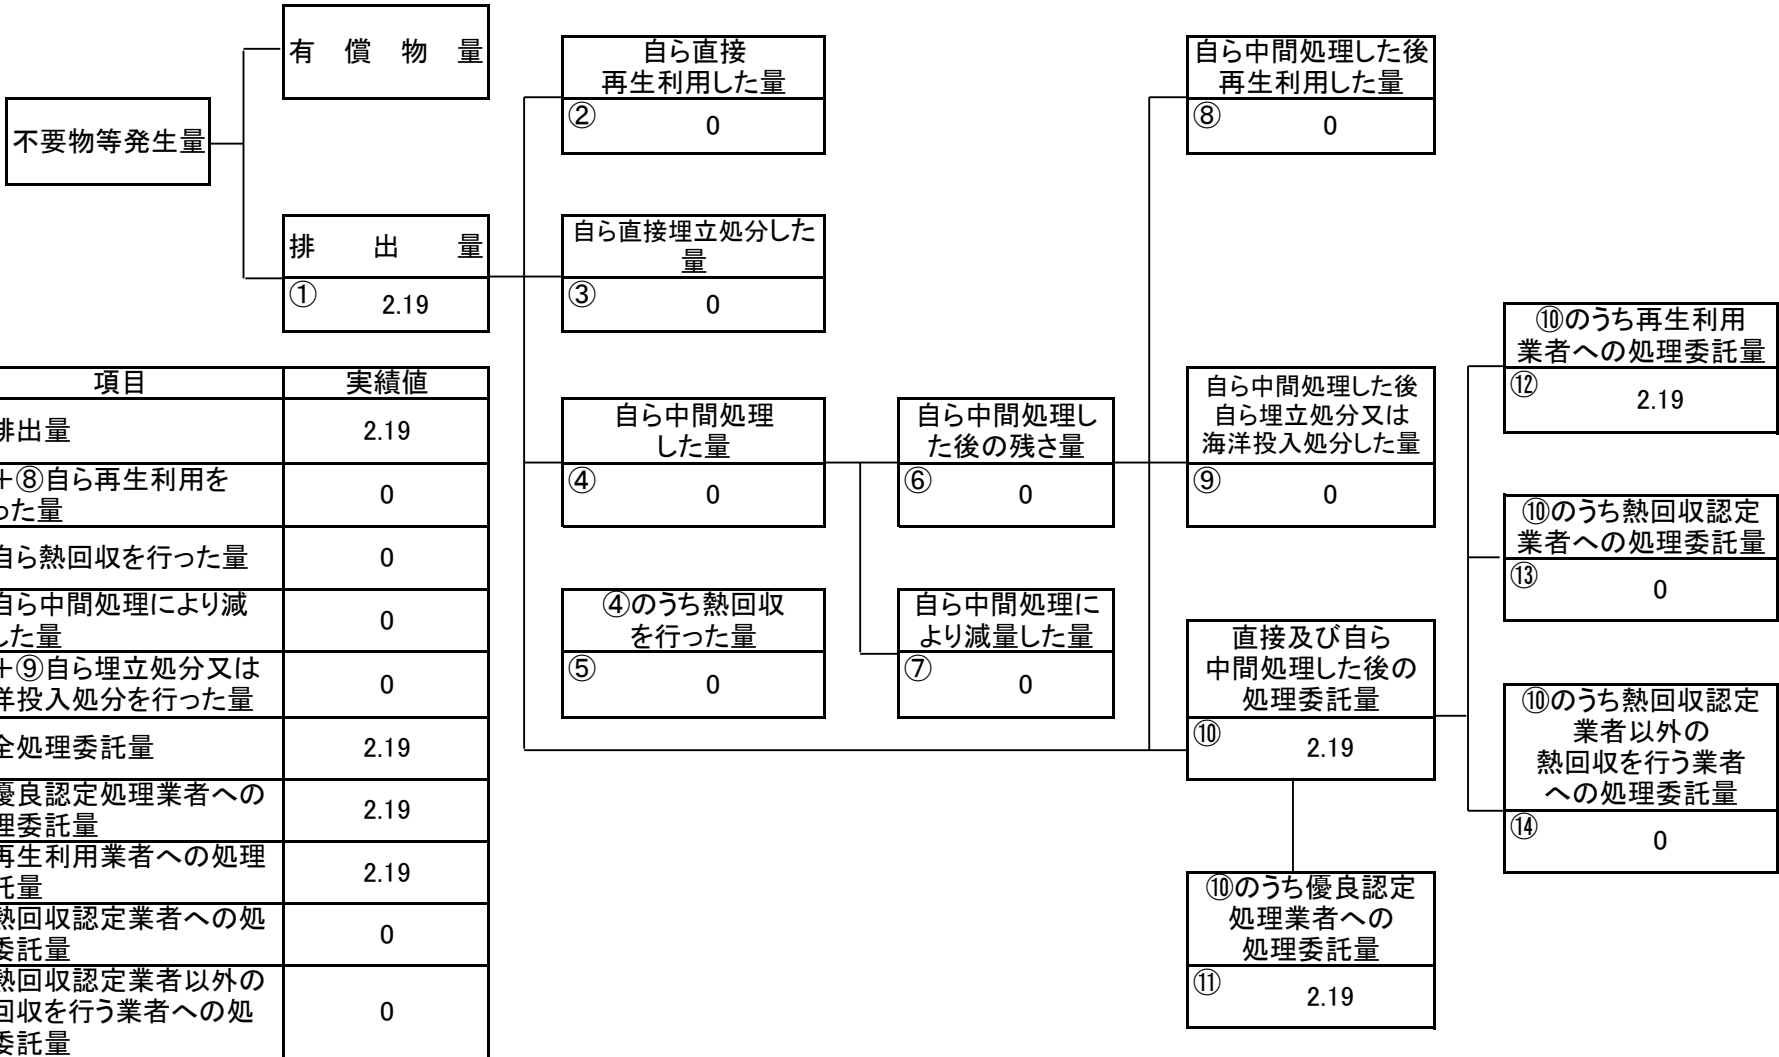 有償物量
不要物等発生量
排出量
① 2.19
自ら直接
再生利用した量
② 0
自ら直接埋立処分した
量
③ 0
自ら中間処理
した量
④ 0
④のうち熱回収
を行った量
⑤ 0
自ら中間処理し
た後の残さ量
⑥ 0
自ら中間処理に
より減量した量
⑦ 0
自ら中間処理した後
再生利用した量
⑧ 0
自ら中間処理した後
自ら埋立処分又は
海洋投入処分した量
⑨ 0
直接及び自ら
中間処理した後の
処理委託量
⑩ 2.19
⑩のうち優良認定
処理業者への
処理委託量
⑪ 2.19
⑩のうち再生利用
業者への処理委託量
⑫ 2.19
⑩のうち熱回収認定
業者への処理委託量
⑬ 0
⑩のうち熱回収認定
業者以外の
熱回収を行う業者
への処理委託量
⑭ 0
項目 実績値
排出量 2.19
+⑧自ら再生利用を
った量 0
自ら熱回収を行った量 0
自ら中間処理により減
した量 0
+⑨自ら埋立処分又は
洋投入処分を行った量 0
全処理委託量 2.19
優良認定処理業者への
理委託量 2.19
再生利用業者への処理
託量 2.19
熱回収認定業者への処
委託量 0
熱回収認定業者以外の
回収を行う業者への処
委託量 0